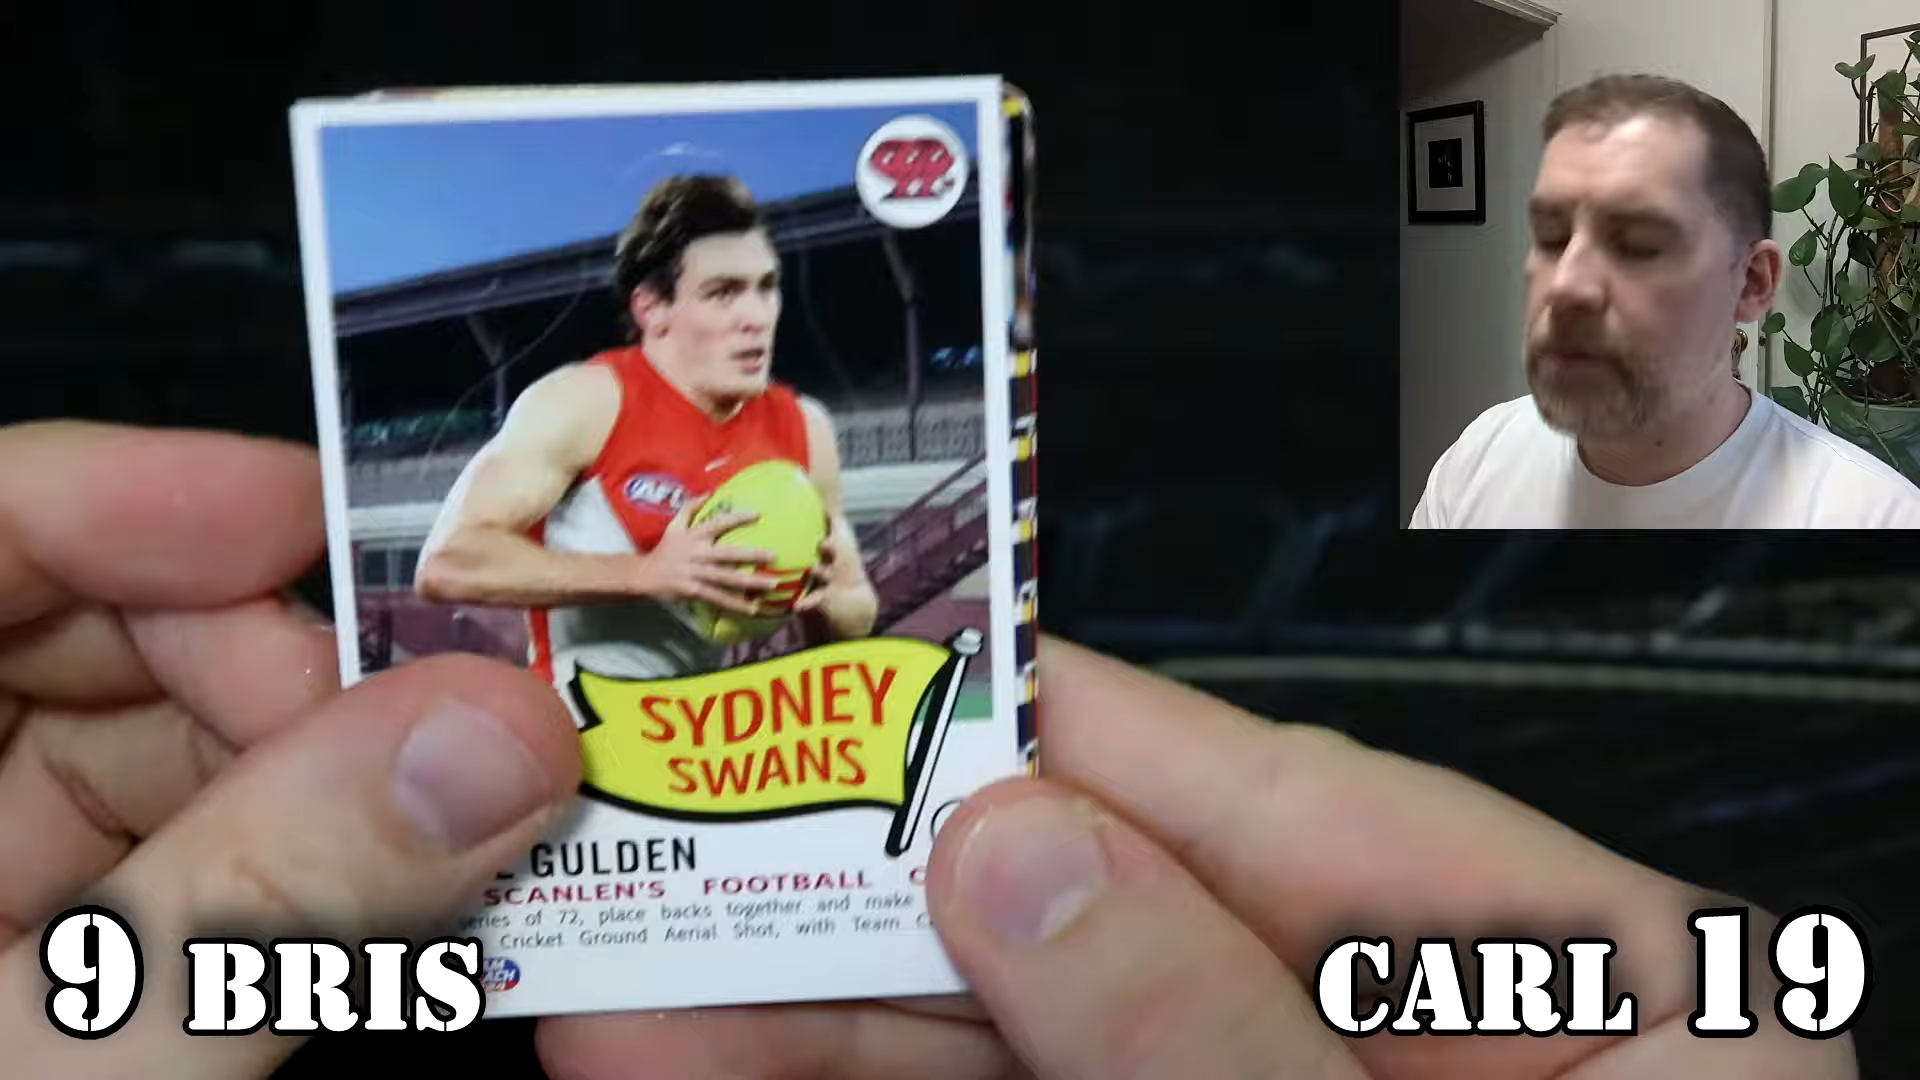 AFL
SYDNEY
SWANS
GULDEN
SCANLEN'S FOOTBALL
series of 72, place backs together and make
Cricket Ground Aerial Shot, with Team
9 BRIS
CARL 19